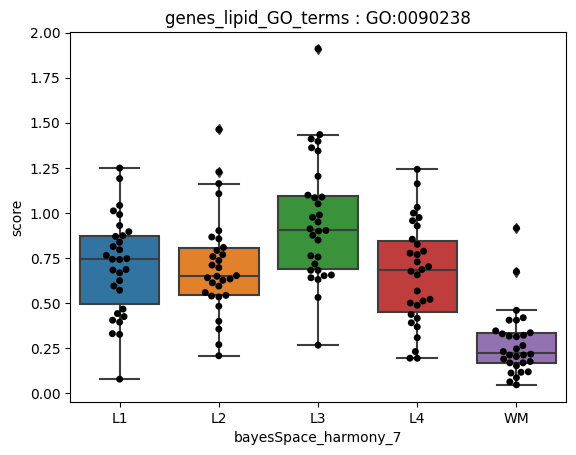 genes_lipid_GO_terms : GO:0090238
2.00
1.75
1.50
1.25
1.00
0.75
0.50
0.25
0.00
score
L1 L2 L3 L4 WM
bayesSpace_harmony_7